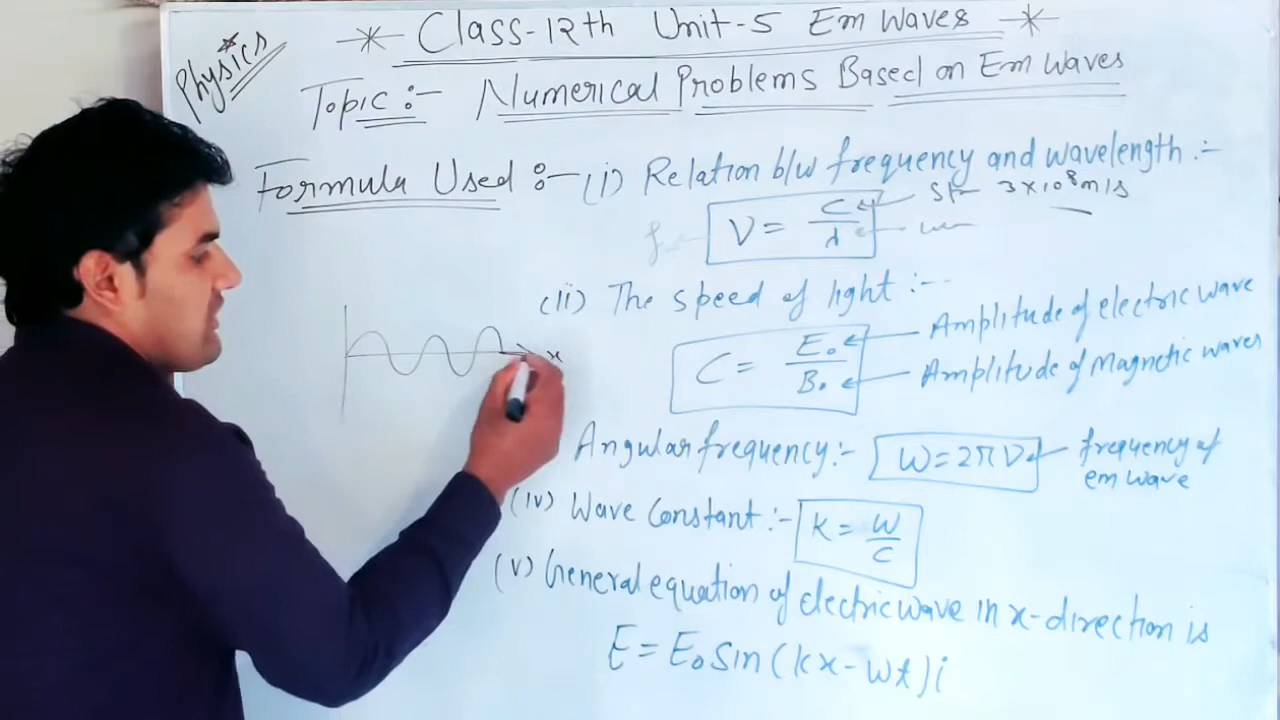 Physics
Class-12th Unit-5 Em Waves
Topic:- Numerical Problems Based on Em Waves
Formula Used :- (i) Relation b/w frequency and wavelength :-
ν = c/λ
3×10⁸m/s
(ii) The speed of light :-
C = E₀/B₀
Amplitude of electric wave
Amplitude of Magnetic waves
x
Angular frequency:- W=2πν
frequency of
em wave
(iv) Wave Constant :- K = W/C
(v) General equation of electric wave in x-direction is
E = E₀ Sin (kx - wt) i